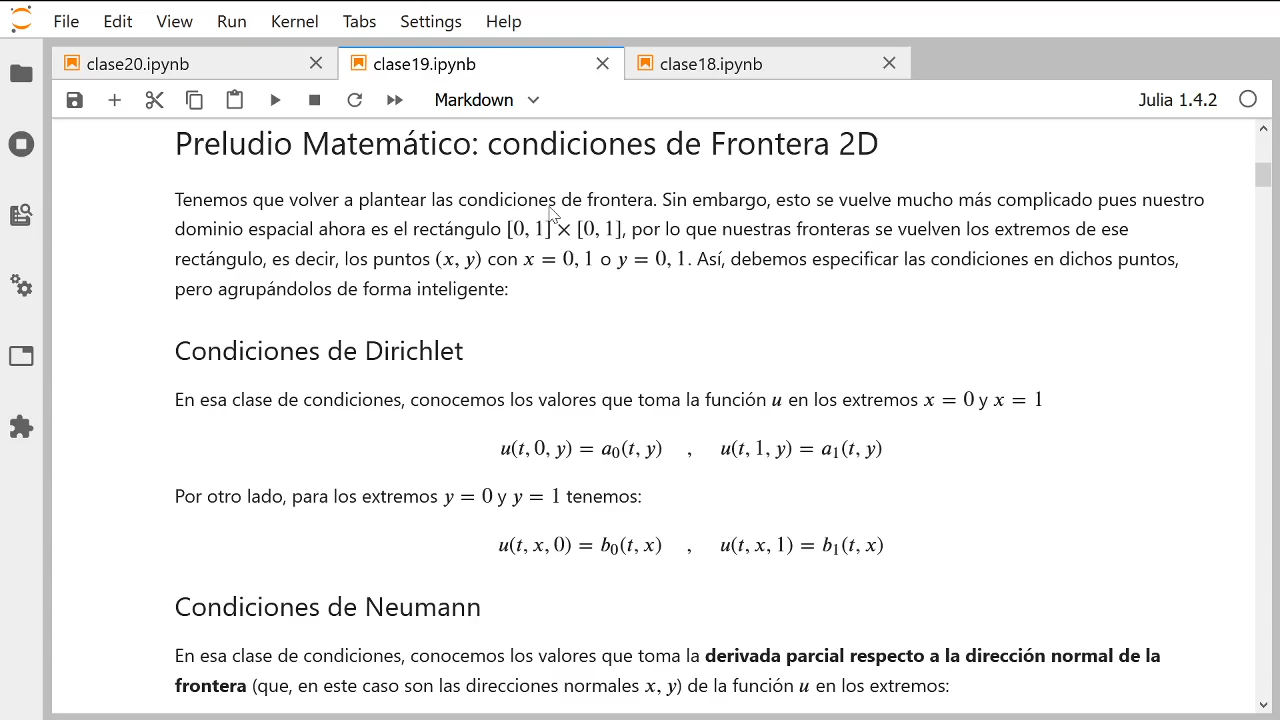 File Edit View Run Kernel Tabs Settings Help
clase20.ipynb clase19.ipynb clase18.ipynb
Markdown Julia 1.4.2
Preludio Matemático: condiciones de Frontera 2D
Tenemos que volver a plantear las condiciones de frontera. Sin embargo, esto se vuelve mucho más complicado pues nuestro
dominio espacial ahora es el rectángulo [0, 1] × [0, 1], por lo que nuestras fronteras se vuelven los extremos de ese
rectángulo, es decir, los puntos (x, y) con x = 0, 1 o y = 0, 1. Así, debemos especificar las condiciones en dichos puntos,
pero agrupándolos de forma inteligente:
Condiciones de Dirichlet
En esa clase de condiciones, conocemos los valores que toma la función u en los extremos x = 0 y x = 1
u(t, 0, y) = a₀(t, y) , u(t, 1, y) = a₁(t, y)
Por otro lado, para los extremos y = 0 y y = 1 tenemos:
u(t, x, 0) = b₀(t, x) , u(t, x, 1) = b₁(t, x)
Condiciones de Neumann
En esa clase de condiciones, conocemos los valores que toma la derivada parcial respecto a la dirección normal de la
frontera (que, en este caso son las direcciones normales x, y) de la función u en los extremos: